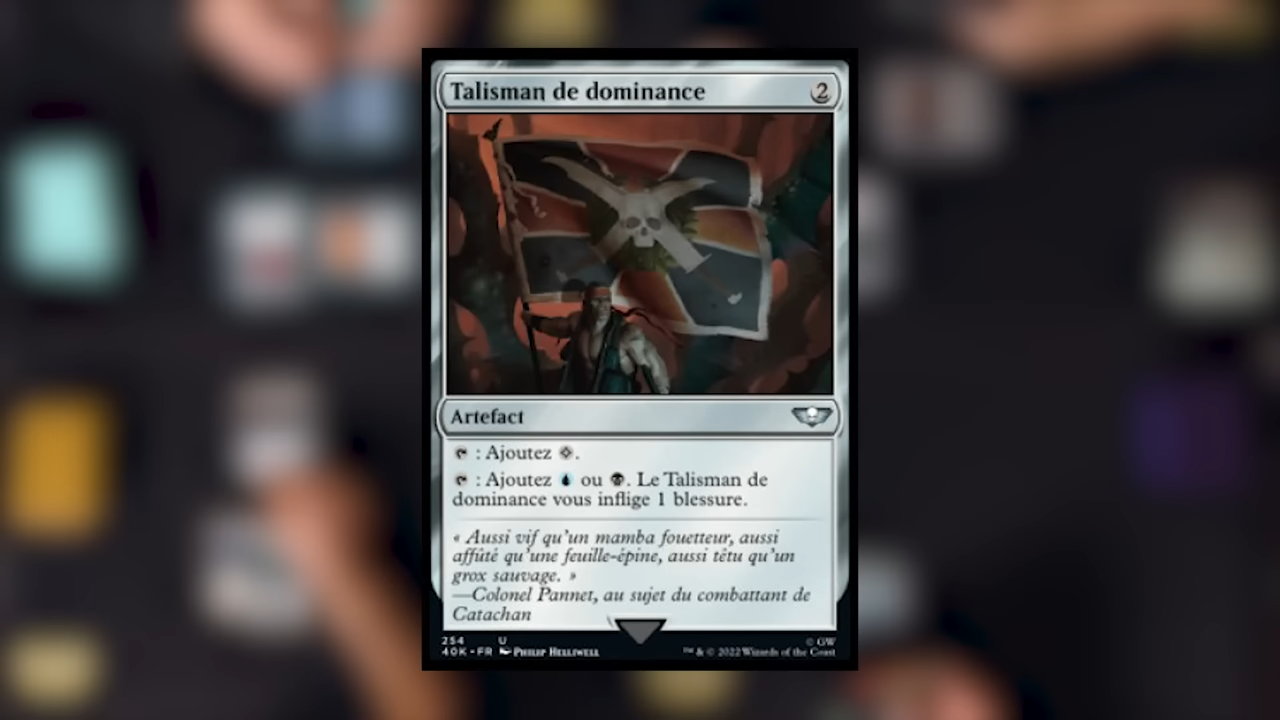 Talisman de dominance 2
Artefact
: Ajoutez .
: Ajoutez ou . Le Talisman de
dominance vous inflige 1 blessure.
« Aussi vif qu'un mamba fouetteur, aussi
affûté qu'une feuille-épine, aussi têtu qu'un
grox sauvage. »
—Colonel Pannet, au sujet du combattant de
Catachan
254 U © GW
40K • FR Philip Helliwell ™ & © 2022 Wizards of the Coast